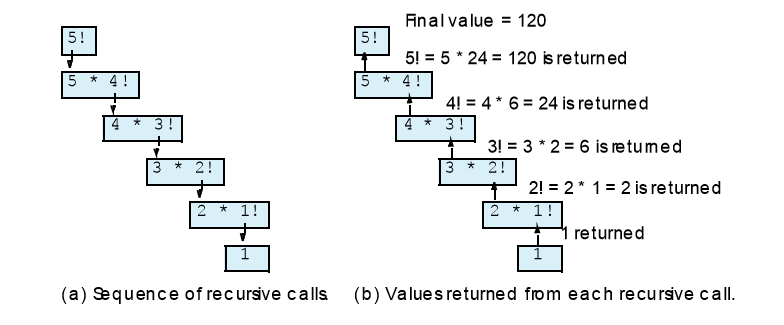 5!
5 * 4!
4 * 3!
3 * 2!
2 * 1!
1
(a) Sequence of recursive calls.
Final value = 120
5!
5! = 5 * 24 = 120 is returned
5 * 4!
4! = 4 * 6 = 24 is returned
4 * 3!
3! = 3 * 2 = 6 is returned
3 * 2!
2! = 2 * 1 = 2 is returned
2 * 1!
1 returned
1
(b) Values returned from each recursive call.